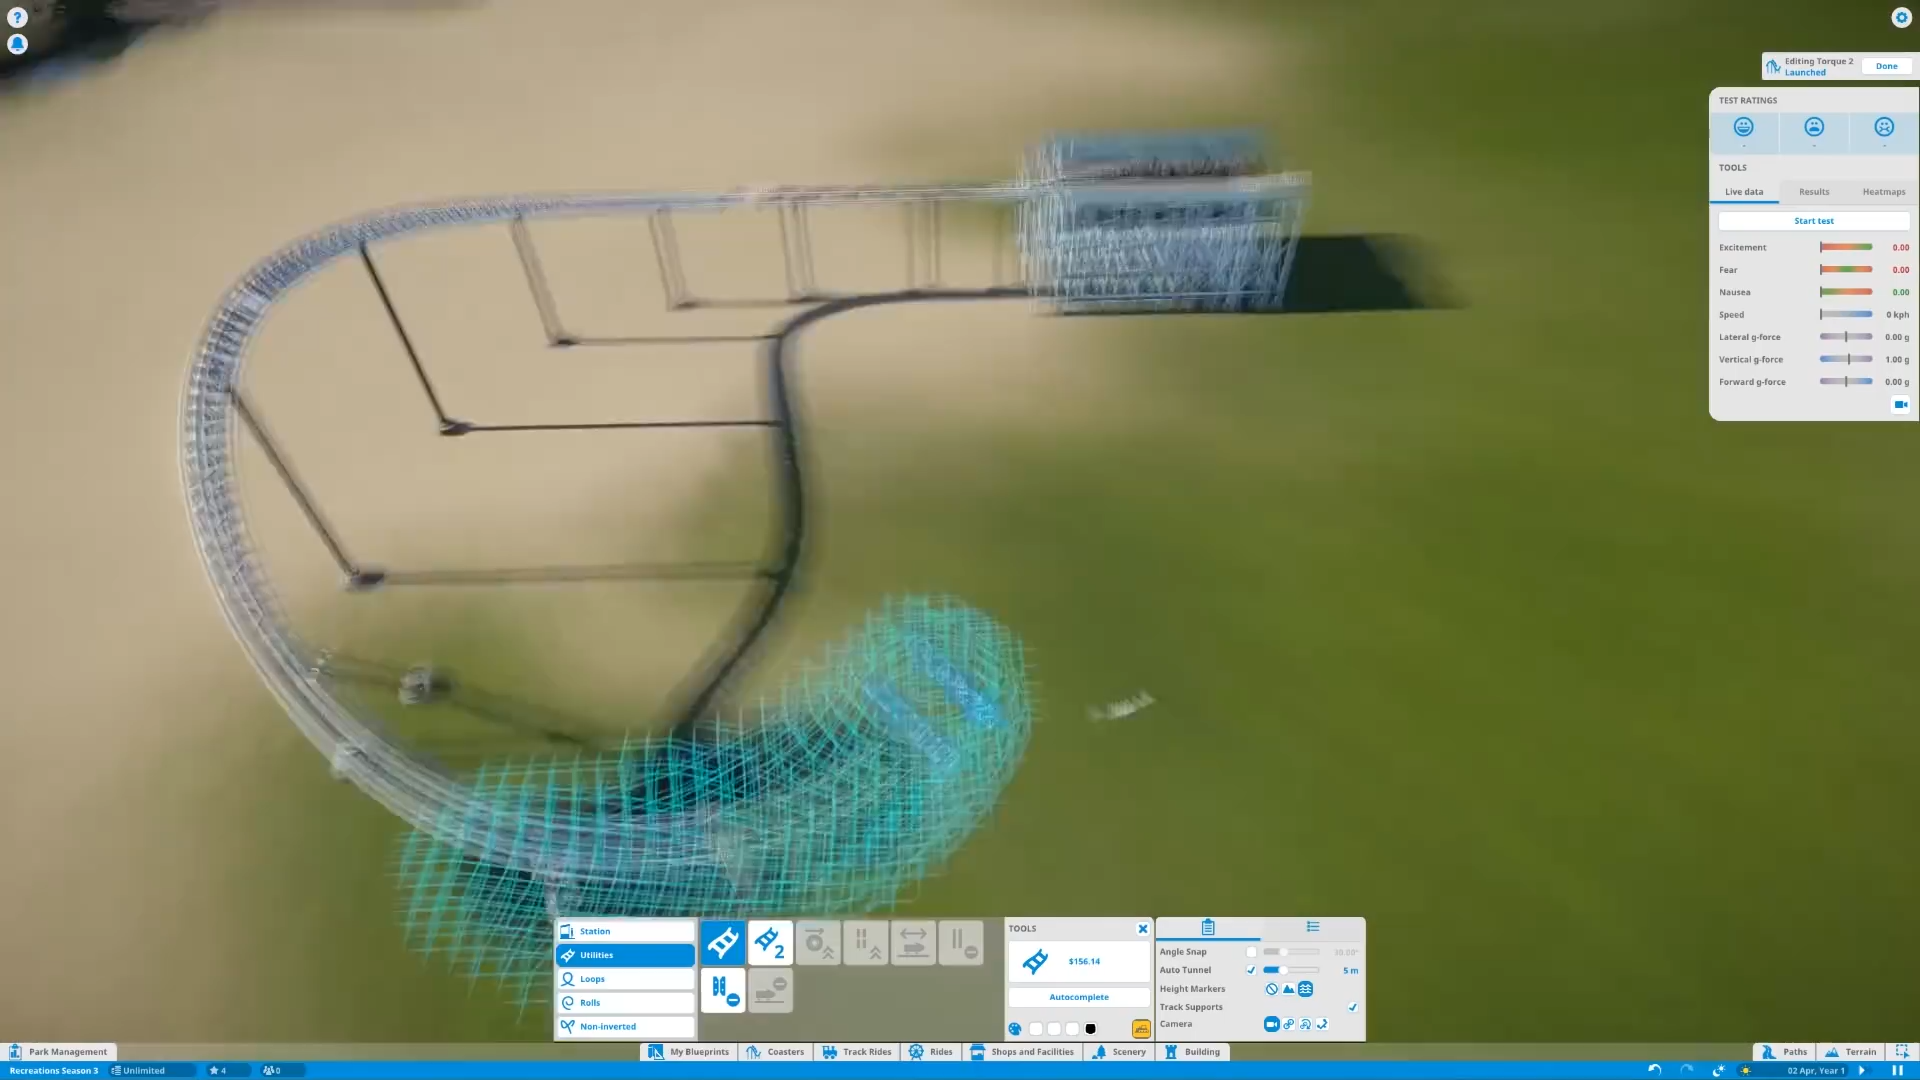 ?
Editing Torque 2
Launched
Done
TEST RATINGS
- - -
TOOLS
Live data Results Heatmaps
Start test
Excitement 0.00
Fear 0.00
Nausea 0.00
Speed 0 kph
Lateral g-force 0.00 g
Vertical g-force 1.00 g
Forward g-force 0.00 g
Station
Utilities
Loops
Rolls
Non-inverted
2
TOOLS
$156.14
Autocomplete
Angle Snap 30.00°
Auto Tunnel 5 m
Height Markers
Track Supports
Camera
Park Management
My Blueprints
Coasters
Track Rides
Rides
Shops and Facilities
Scenery
Building
Paths
Terrain
Recreations Season 3
Unlimited
4
0
02 Apr, Year 1